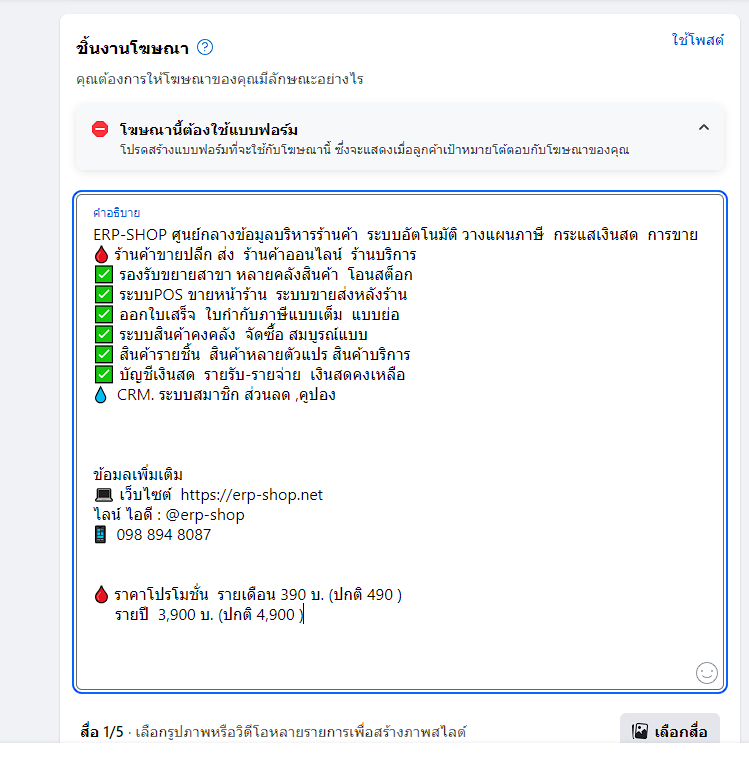 ชิ้นงานโฆษณา
ใช้โพสต์
คุณต้องการให้โฆษณาของคุณมีลักษณะอย่างไร
โฆษณานี้ต้องใช้แบบฟอร์ม
โปรดสร้างแบบฟอร์มที่จะใช้กับโฆษณานี้ ซึ่งจะแสดงเมื่อลูกค้าเป้าหมายโต้ตอบกับโฆษณาของคุณ
คำอธิบาย
ERP-SHOP ศูนย์กลางข้อมูลบริหารร้านค้า ระบบอัตโนมัติ วางแผนภาษี กระแสเงินสด การขาย
🩸 ร้านค้าขายปลีก ส่ง ร้านค้าออนไลน์ ร้านบริการ
✅ รองรับขยายสาขา หลายคลังสินค้า โอนสต็อก
✅ ระบบPOS ขายหน้าร้าน ระบบขายส่งหลังร้าน
✅ ออกใบเสร็จ ใบกำกับภาษีแบบเต็ม แบบย่อ
✅ ระบบสินค้าคงคลัง จัดซื้อ สมบูรณ์แบบ
✅ สินค้ารายชิ้น สินค้าหลายตัวแปร สินค้าบริการ
✅ บัญชีเงินสด รายรับ-รายจ่าย เงินสดคงเหลือ
💧 CRM. ระบบสมาชิก ส่วนลด ,คูปอง
ข้อมูลเพิ่มเติม
💻 เว็บไซต์ https://erp-shop.net
ไลน์ ไอดี : @erp-shop
📱 098 894 8087
🩸 ราคาโปรโมชั่น รายเดือน 390 บ. (ปกติ 490 )
รายปี 3,900 บ. (ปกติ 4,900 )
สื่อ 1/5 · เลือกรูปภาพหรือวิดีโอหลายรายการเพื่อสร้างภาพสไลด์
เลือกสื่อ